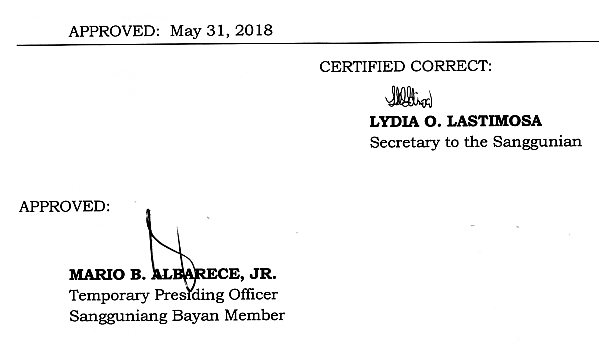 APPROVED: May 31, 2018
CERTIFIED CORRECT:
LYDIA O. LASTIMOSA
Secretary to the Sanggunian
APPROVED:
MARIO B. ALBARECE, JR.
Temporary Presiding Officer
Sangguniang Bayan Member